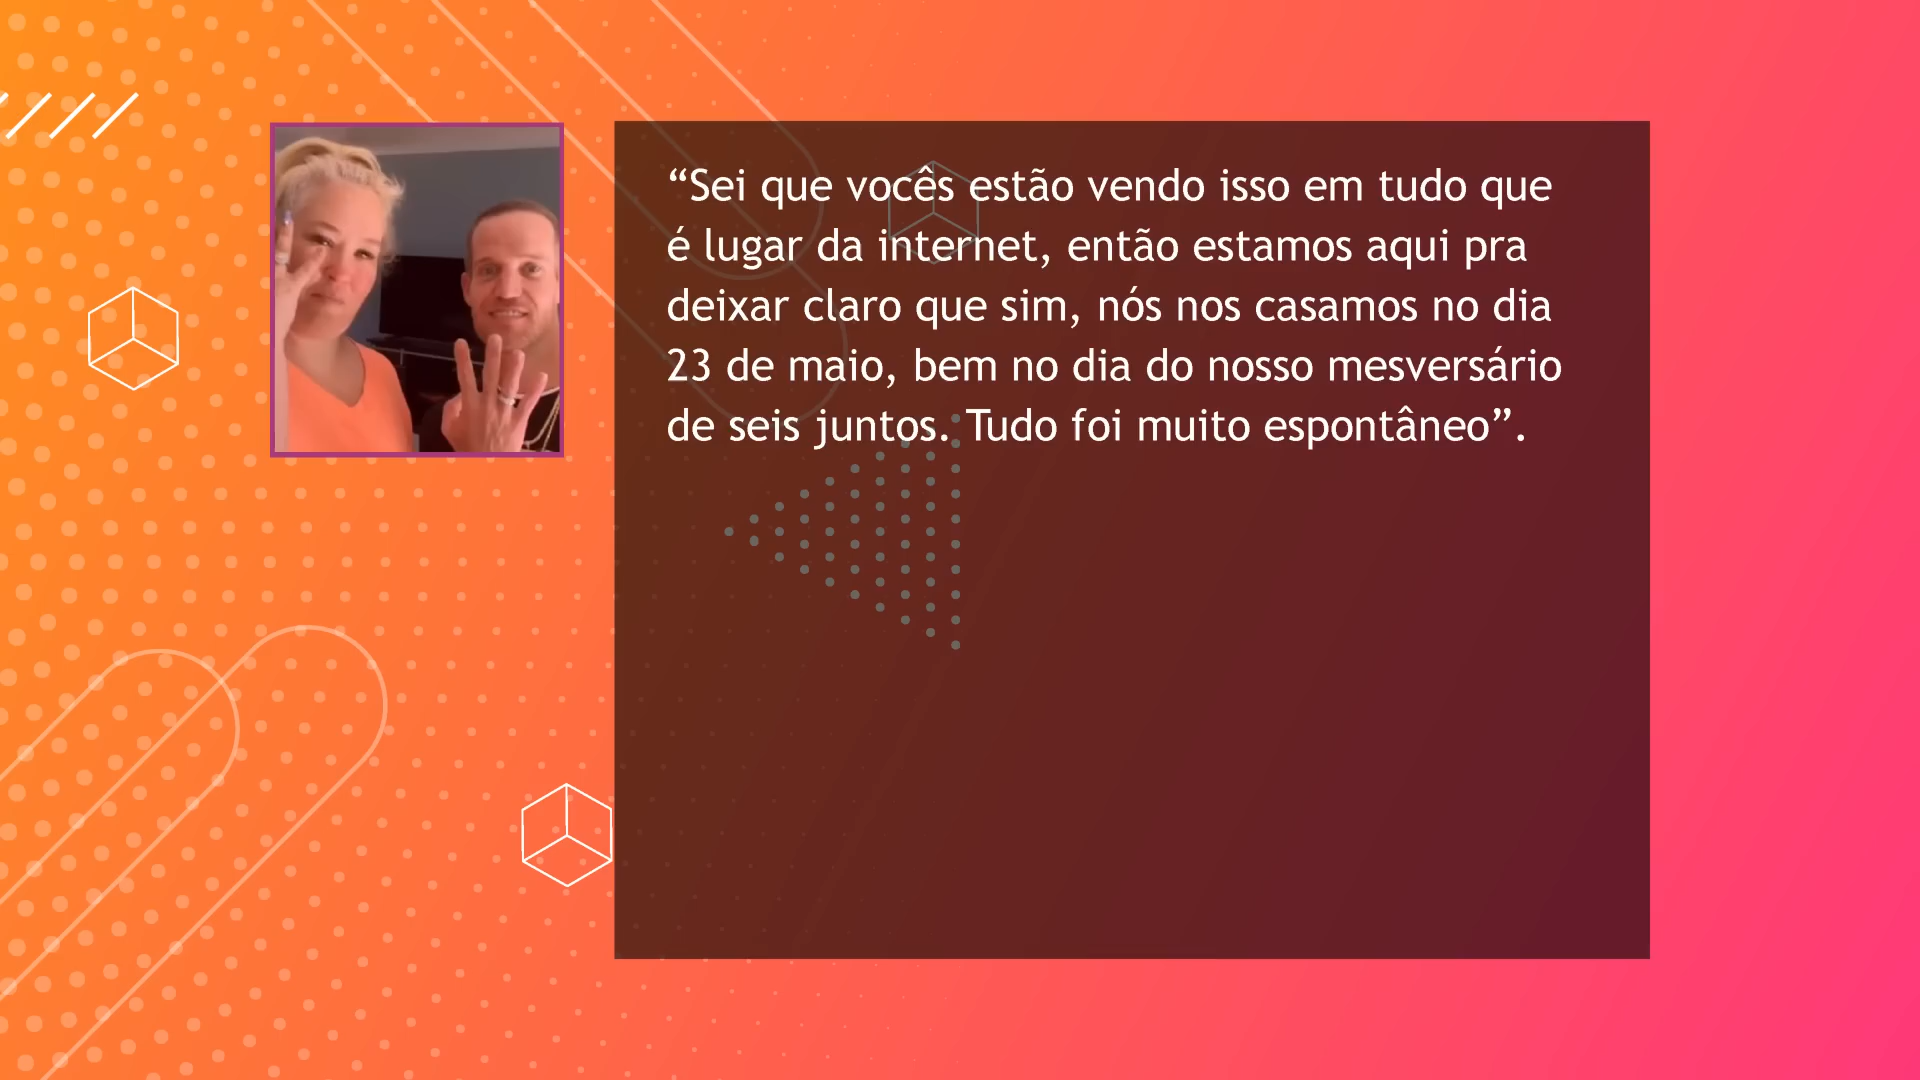 “Sei que vocês estão vendo isso em tudo que
é lugar da internet, então estamos aqui pra
deixar claro que sim, nós nos casamos no dia
23 de maio, bem no dia do nosso mesversário
de seis juntos. Tudo foi muito espontâneo”.